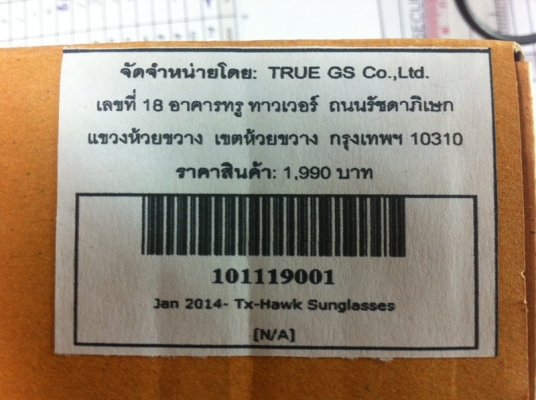 จัดจำหน่ายโดย: TRUE GS Co.,Ltd.
เลขที่ 18 อาคารทรู ทาวเวอร์ ถนนรัชดาภิเษก
แขวงห้วยขวาง เขตห้วยขวาง กรุงเทพฯ 10310
ราคาสินค้า: 1,990 บาท
101119001
Jan 2014- Tx-Hawk Sunglasses
[N/A]